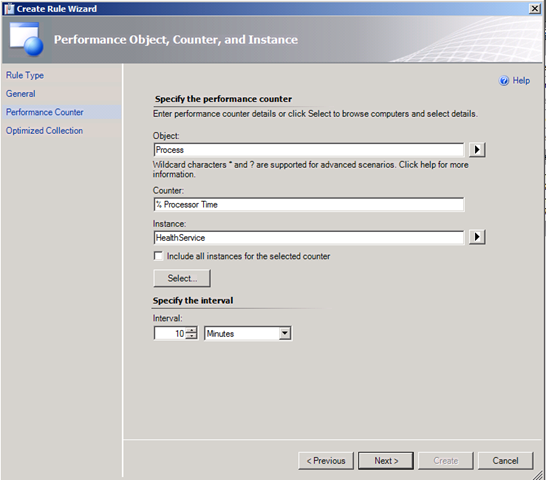 Create Rule Wizard
Performance Object, Counter, and Instance
Rule Type
General
Performance Counter
Optimized Collection
Help
Specify the performance counter
Enter performance counter details or click Select to browse computers and select details.
Object:
Process
Wildcard characters * and ? are supported for advanced scenarios. Click help for more
information.
Counter:
% Processor Time
Instance:
HealthService
Include all instances for the selected counter
Select...
Specify the interval
Interval:
10 Minutes
< Previous Next > Create Cancel